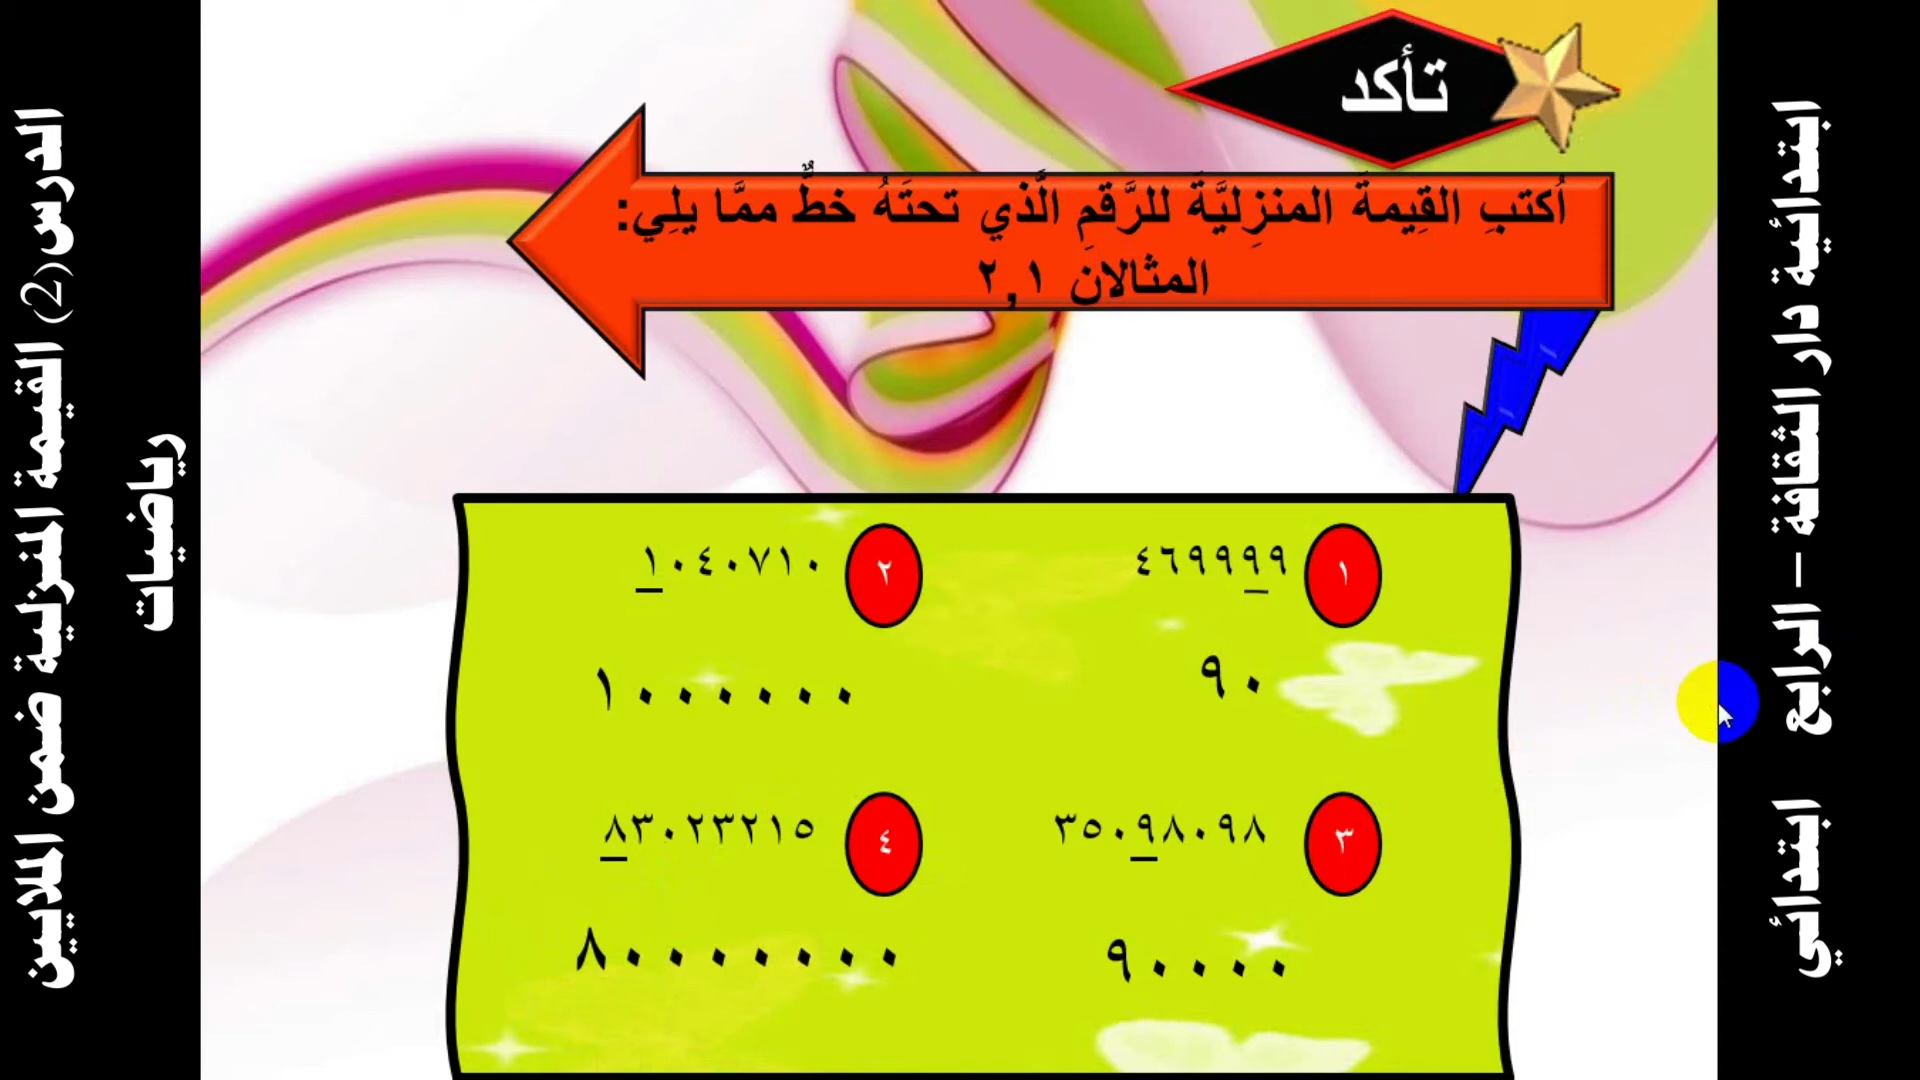 تأكد
أُكتبِ القِيمةَ المنزِليَّةَ للرَّقمِ الَّذي تحتَهُ خطٌّ ممَّا يلِي:
المثالان ١,٢
١ ٤٦٩٩٩٩
٢ ١٠٤٠٧١٠
٩٠
١٠٠٠٠٠٠
٣ ٣٥٠٩٨٠٩٨
٤ ٨٣٠٢٣٢١٥
٩٠٠٠٠
٨٠٠٠٠٠٠٠
ابتدائية دار الثقافة – الرابع ابتدائي
الدرس(2) القيمة المنزلية ضمن الملايين
رياضيات